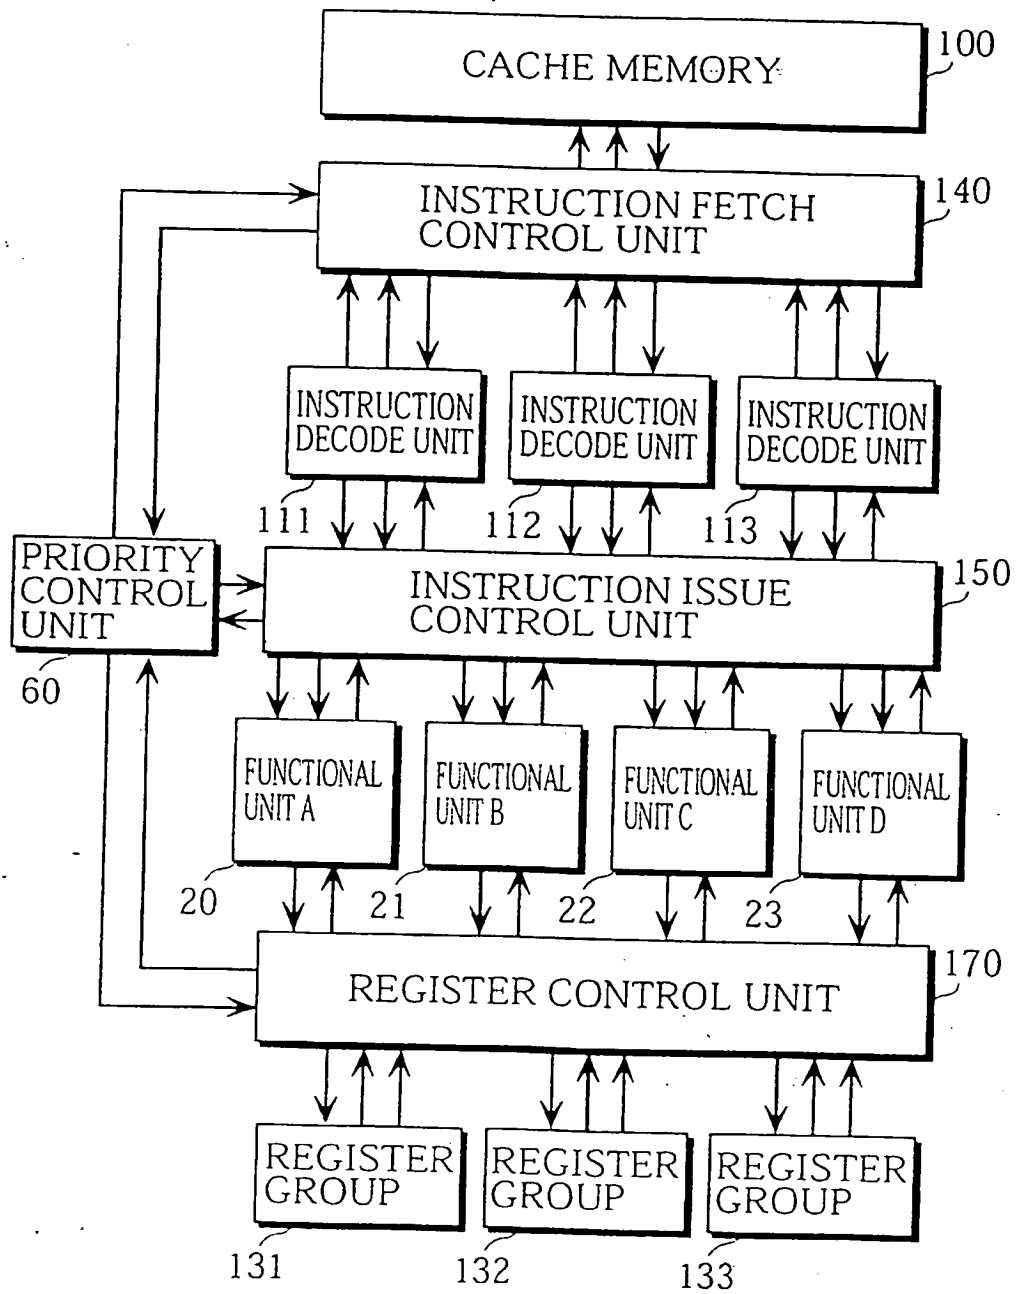 CACHE MEMORY
100
INSTRUCTION FETCH
CONTROL UNIT
140
INSTRUCTION
DECODE UNIT
111
INSTRUCTION
DECODE UNIT
112
INSTRUCTION
DECODE UNIT
113
PRIORITY
CONTROL
UNIT
60
INSTRUCTION ISSUE
CONTROL UNIT
150
FUNCTIONAL
UNIT A
20
FUNCTIONAL
UNIT B
21
FUNCTIONAL
UNIT C
22
FUNCTIONAL
UNIT D
23
REGISTER CONTROL UNIT
170
REGISTER
GROUP
131
REGISTER
GROUP
132
REGISTER
GROUP
133